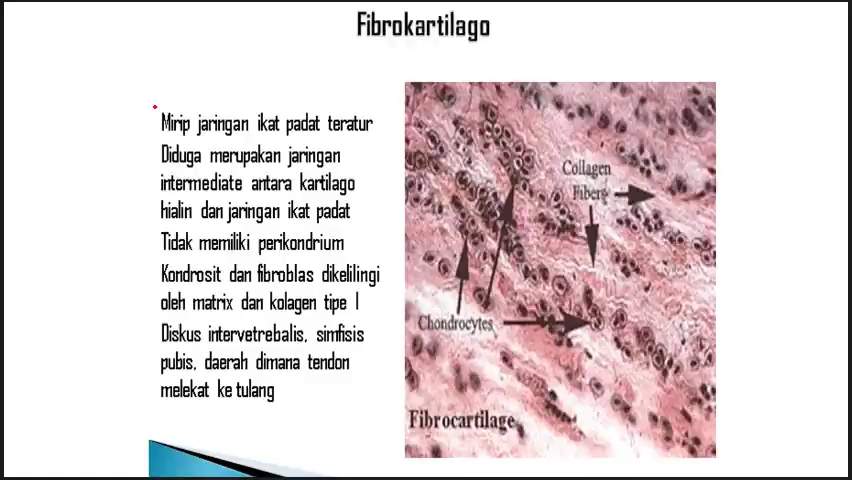 Fibrokartilago
Mirip jaringan ikat padat teratur
Diduga merupakan jaringan
intermediate antara kartilago
hialin dan jaringan ikat padat
Tidak memiliki perikondrium
Kondrosit dan fibroblas dikelilingi
oleh matrix dan kolagen tipe I
Diskus intervetrebalis, simfisis
pubis, daerah dimana tendon
melekat ke tulang
Collagen
Fibers
Chondrocytes
Fibrocartilage